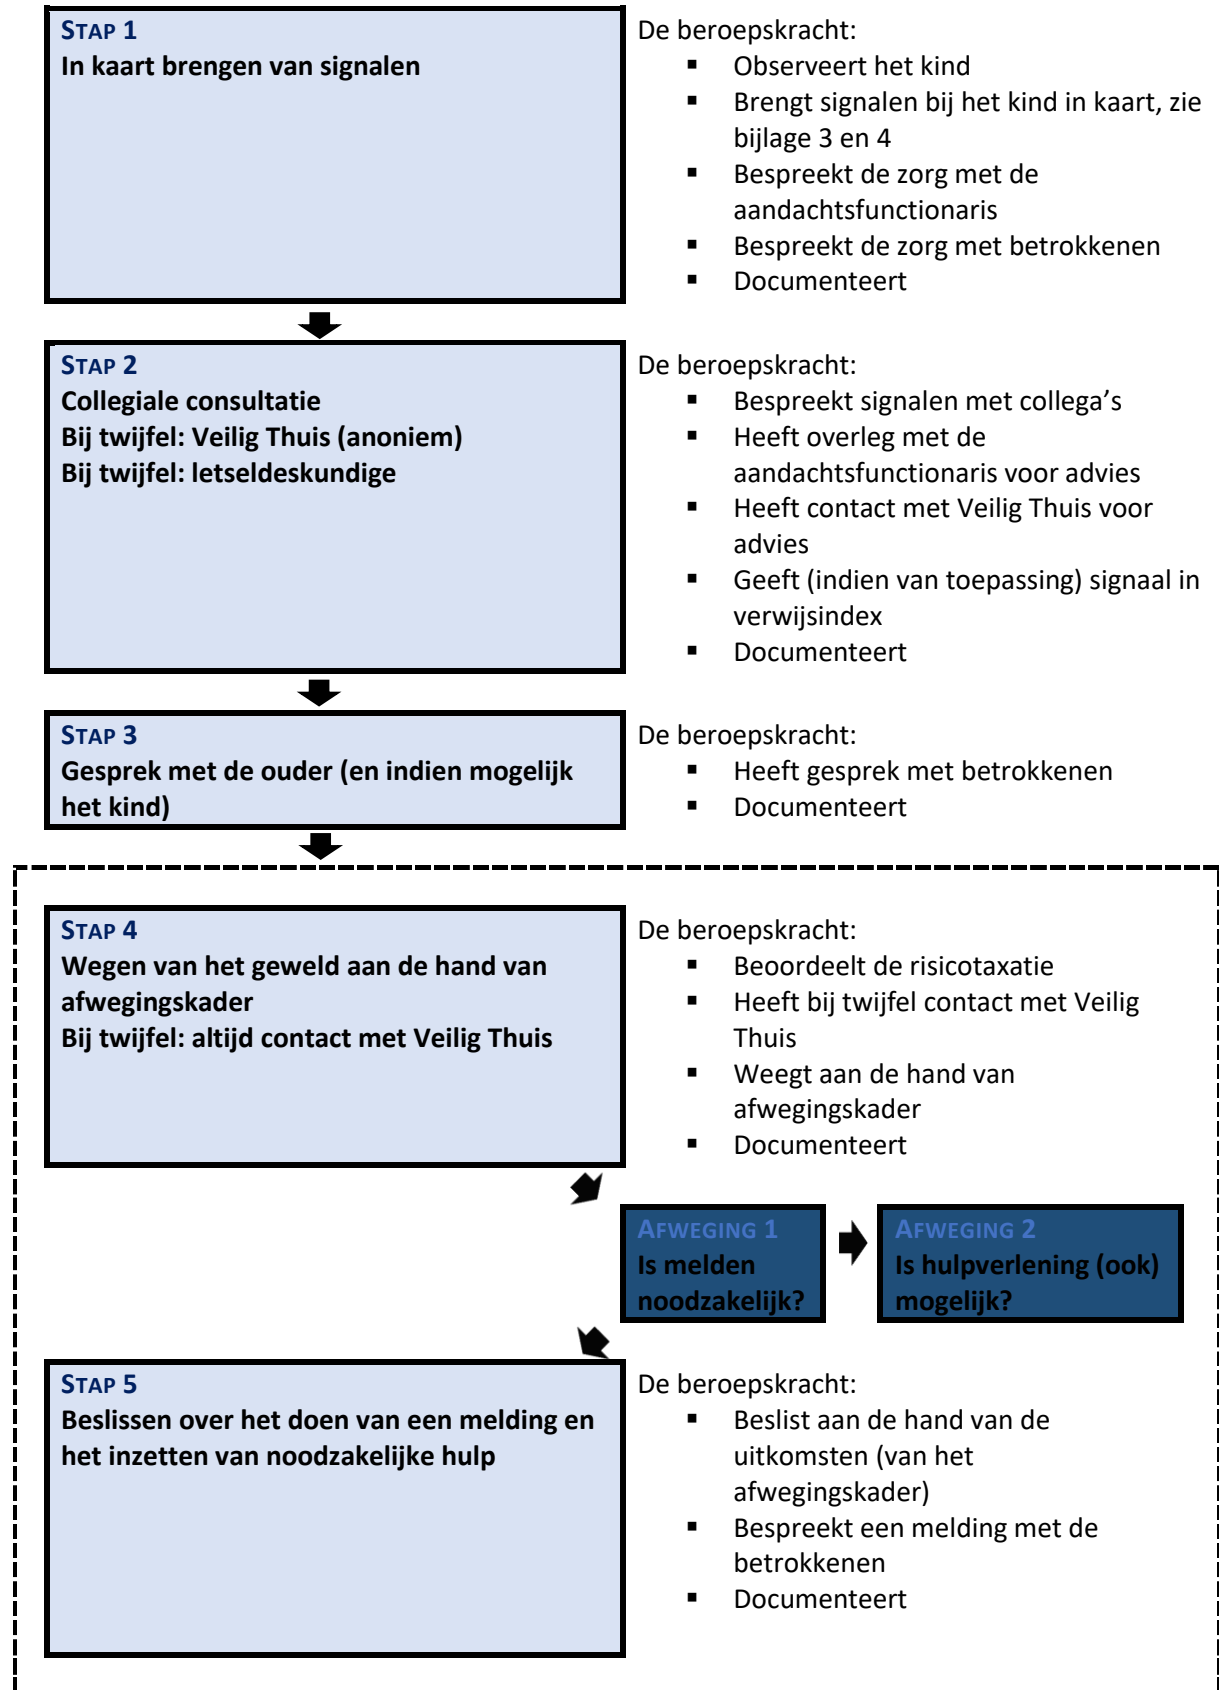 STAP 1
In kaart brengen van signalen
De beroepskracht:
▪ Observeert het kind
▪ Brengt signalen bij het kind in kaart, zie
bijlage 3 en 4
▪ Bespreekt de zorg met de
aandachtsfunctionaris
▪ Bespreekt de zorg met betrokkenen
▪ Documenteert
STAP 2
Collegiale consultatie
Bij twijfel: Veilig Thuis (anoniem)
Bij twijfel: letseldeskundige
De beroepskracht:
▪ Bespreekt signalen met collega’s
▪ Heeft overleg met de
aandachtsfunctionaris voor advies
▪ Heeft contact met Veilig Thuis voor
advies
▪ Geeft (indien van toepassing) signaal in
verwijsindex
▪ Documenteert
STAP 3
Gesprek met de ouder (en indien mogelijk
het kind)
De beroepskracht:
▪ Heeft gesprek met betrokkenen
▪ Documenteert
STAP 4
Wegen van het geweld aan de hand van
afwegingskader
Bij twijfel: altijd contact met Veilig Thuis
De beroepskracht:
▪ Beoordeelt de risicotaxatie
▪ Heeft bij twijfel contact met Veilig
Thuis
▪ Weegt aan de hand van
afwegingskader
▪ Documenteert
AFWEGING 1
Is melden
noodzakelijk?
AFWEGING 2
Is hulpverlening (ook)
mogelijk?
STAP 5
Beslissen over het doen van een melding en
het inzetten van noodzakelijke hulp
De beroepskracht:
▪ Beslist aan de hand van de
uitkomsten (van het
afwegingskader)
▪ Bespreekt een melding met de
betrokkenen
▪ Documenteert